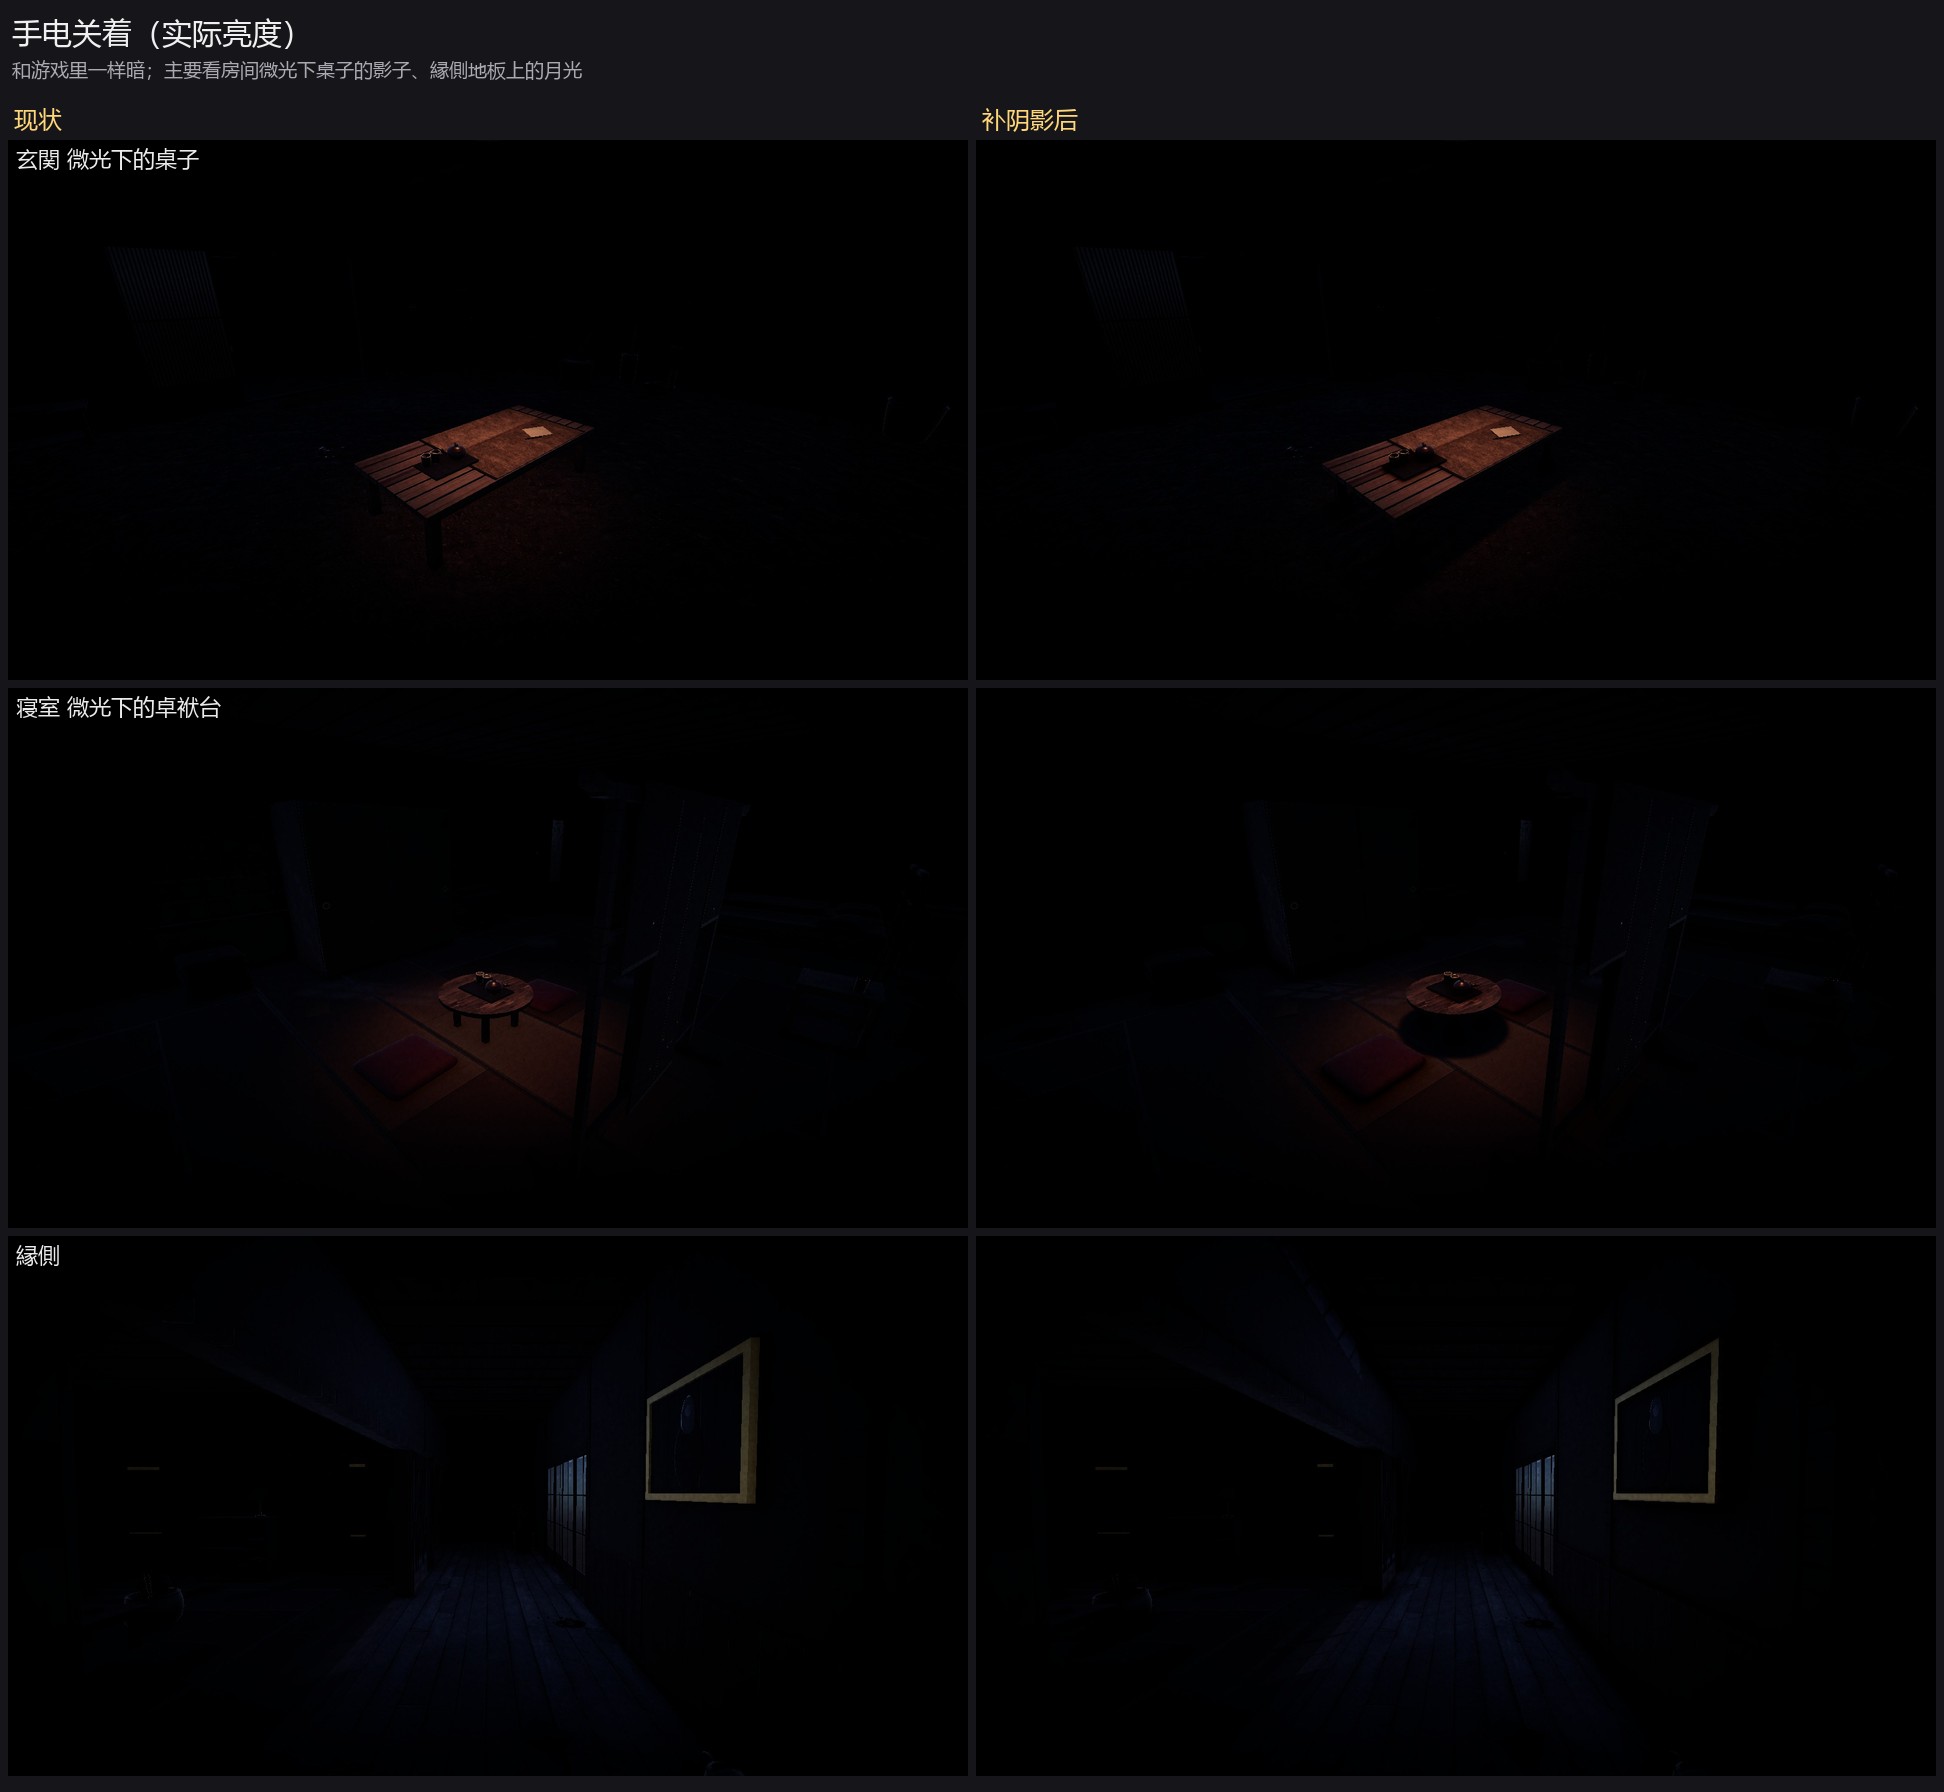 手电关着（实际亮度）
和游戏里一样暗；主要看房间微光下桌子的影子、縁側地板上的月光
现状
补阴影后
玄関 微光下的桌子
寝室 微光下的卓袱台
縁側